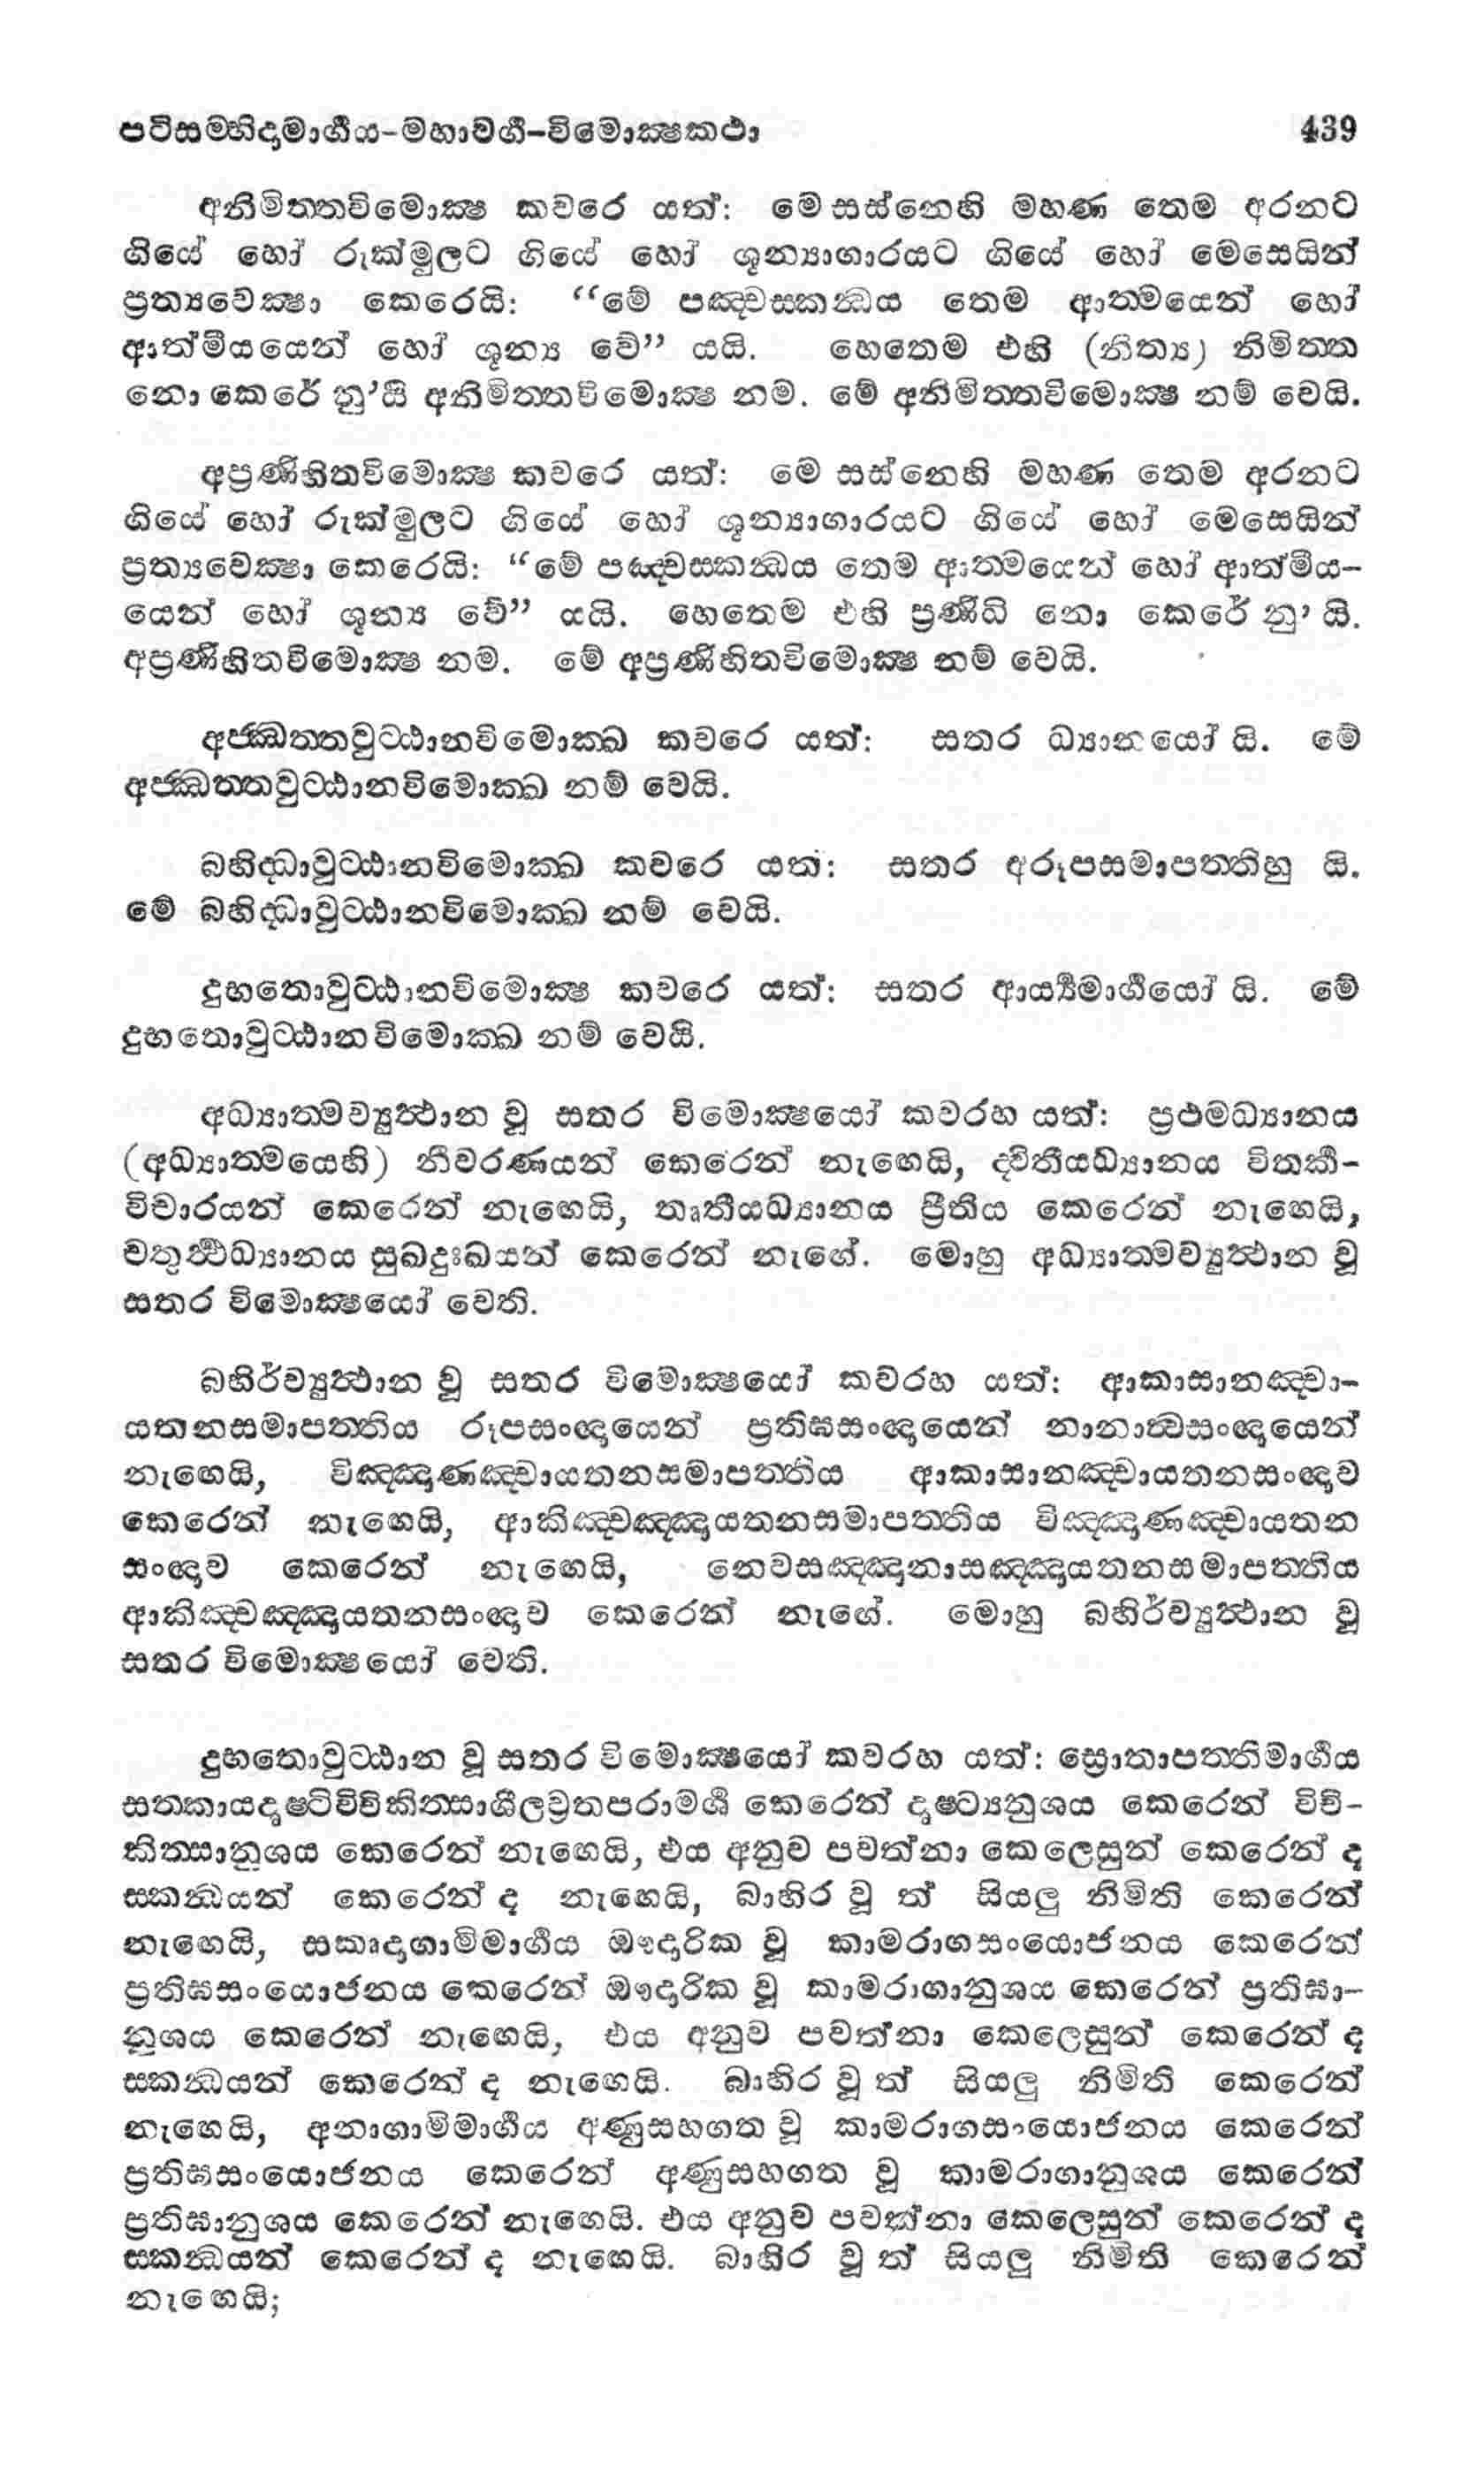 පටිසම්භිදාමාර්ගය-මහාවර්ග-විමොක්ෂකථා 439
අනිමිත්තවිමොක්ෂ කවරෙ යත්: මෙ සස්නෙහි මහණ තෙම අරනට
ගියේ හෝ රුක්මුලට ගියේ හෝ ශූන්‍යාගාරයට ගියේ හෝ මෙසෙයින්
ප්‍රත්‍යවෙක්ෂා කෙරෙයි: “මේ පඤ්චස්කන්ධය තෙම ආත්මයෙන් හෝ
ආත්මීයයෙන් හෝ ශූන්‍ය වේ” යයි. හෙතෙම එහි (නිත්‍ය) නිමිත්ත
නො කෙරේ නු’යි අනිමිත්තවිමොක්ෂ නම. මේ අනිමිත්තවිමොක්ෂ නම් වෙයි.
අප්‍රණිහිතවිමොක්ෂ කවරෙ යත්: මෙ සස්නෙහි මහණ තෙම අරනට
ගියේ හෝ රුක්මුලට ගියේ හෝ ශූන්‍යාගාරයට ගියේ හෝ මෙසෙයින්
ප්‍රත්‍යවෙක්ෂා කෙරෙයි: “මේ පඤ්චස්කන්ධය තෙම ආත්මයෙන් හෝ ආත්මීය-
යෙන් හෝ ශූන්‍ය වේ” යයි. හෙතෙම එහි ප්‍රණිධි නො කෙරේ නු’ යි.
අප්‍රණිහිතවිමොක්ෂ නම. මේ අප්‍රණිහිතවිමොක්ෂ නම් වෙයි.
අජ්ඣත්තවුට්ඨානවිමොක්ඛ කවරෙ යත්: සතර ධ්‍යානයෝ යි. මේ
අජ්ඣත්තවුට්ඨානවිමොක්ඛ නම් වෙයි.
බහිද්ධාවුට්ඨානවිමොක්ඛ කවරෙ යත: සතර අරූපසමාපත්තිහු යි.
මේ බහිද්ධාවුට්ඨානවිමොක්ඛ නම් වෙයි.
දුභතොවුට්ඨානවිමොක්ෂ කවරෙ යත්: සතර ආර්ය්‍යමාර්ගයෝ යි. මේ
දුභතොවුට්ඨානවිමොක්ඛ නම් වෙයි.
අධ්‍යාත්මව්‍යුත්ථාන වූ සතර විමොක්ෂයෝ කවරහ යත්: ප්‍රථමධ්‍යානය
(අධ්‍යාත්මයෙහි) නීවරණයන් කෙරෙන් නැඟෙයි, ද්විතීයධ්‍යානය විතර්ක-
විචාරයන් කෙරෙන් නැඟෙයි, තෘතීයධ්‍යානය ප්‍රීතිය කෙරෙන් නැඟෙයි,
චතුර්ත්ථධ්‍යානය සුඛදුඃඛයන් කෙරෙන් නැගේ. මොහු අධ්‍යාත්මව්‍යුත්ථාන වූ
සතර විමොක්ෂයෝ වෙති.
බහිර්ව්‍යුත්ථාන වූ සතර විමොක්ෂයෝ කවරහ යත්: ආකාසානඤ්චා-
යතනසමාපත්තිය රූපසංඥායෙන් ප්‍රතිඝසංඥායෙන් නානාත්වසංඥායෙන්
නැඟෙයි, විඤ්ඤාණඤ්චායතනසමාපත්තිය ආකාසානඤ්චායතනසංඥාව
කෙරෙන් නැඟෙයි, ආකිඤ්චඤ්ඤායතනසමාපත්තිය විඤ්ඤාණඤ්චායතන
සංඥාව කෙරෙන් නැඟෙයි, නෙවසඤ්ඤානාසඤ්ඤායතනසමාපත්තිය
ආකිඤ්චඤ්ඤායතනසංඥාව කෙරෙන් නැගේ. මොහු බහිර්ව්‍යුත්ථාන වූ
සතර විමොක්ෂයෝ වෙති.
දුභතොවුට්ඨාන වූ සතර විමොක්ෂයෝ කවරහ යත්: ස්‍රොතාපත්තිමාර්ගය
සත්කායදෘෂ්ටිවිචිකිත්සාශීලව්‍රතපරාමර්ශ කෙරෙන් දෘෂ්ට්‍යනුශය කෙරෙන් විචි-
කිත්සානුශය කෙරෙන් නැඟෙයි, එය අනුව පවත්නා කෙලෙසුන් කෙරෙන් ද
ස්කන්ධයන් කෙරෙන් ද නැඟෙයි, බාහිර වූ ත් සියලු නිමිති කෙරෙන්
නැඟෙයි, සකෘදාගාමිමාර්ගය ඖදාරික වූ කාමරාගසංයොජනය කෙරෙන්
ප්‍රතිඝසංයොජනය කෙරෙන් ඖදාරික වූ කාමරාගානුශය කෙරෙන් ප්‍රතිඝා-
නුශය කෙරෙන් නැඟෙයි, එය අනුව පවත්නා කෙලෙසුන් කෙරෙන් ද
ස්කන්ධයන් කෙරෙන් ද නැඟෙයි. බාහිර වූ ත් සියලු නිමිති කෙරෙන්
නැඟෙයි, අනාගාමිමාර්ගය අණුසහගත වූ කාමරාගසංයොජනය කෙරෙන්
ප්‍රතිඝසංයොජනය කෙරෙන් අණුසහගත වූ කාමරාගානුශය කෙරෙන්
ප්‍රතිඝානුශය කෙරෙන් නැඟෙයි. එය අනුව පවත්නා කෙලෙසුන් කෙරෙන් ද
ස්කන්ධයන් කෙරෙන් ද නැඟෙයි. බාහිර වූ ත් සියලු නිමිති කෙරෙන්
නැඟෙයි;